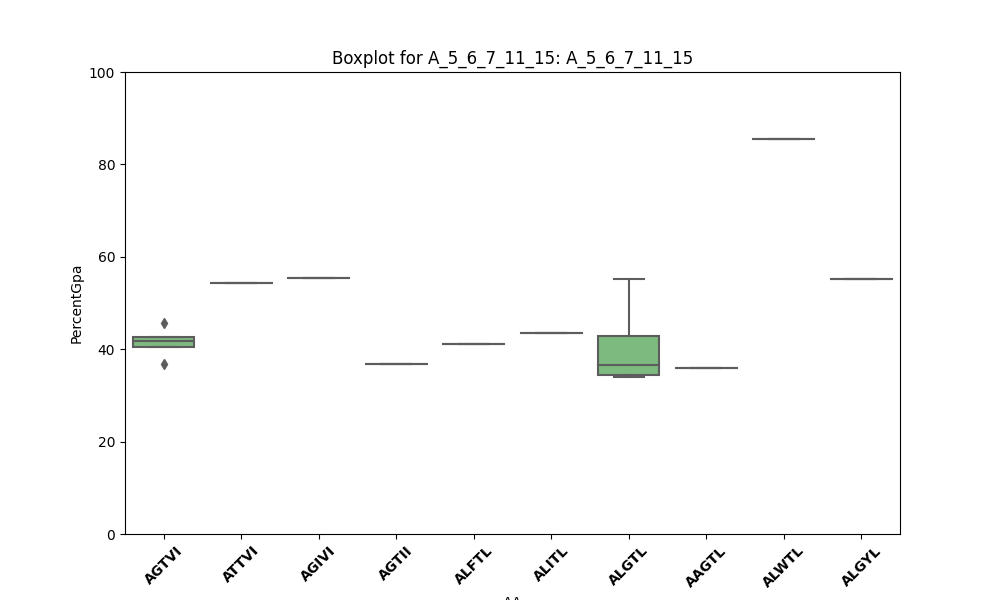 Boxplot for A_5_6_7_11_15: A_5_6_7_11_15
100
80
60
40
20
0
PercentGpa
AGTVI
ATTVI
AGIVI
AGTII
ALFTL
ALITL
ALGTL
AAGTL
ALWTL
ALGYL
AA